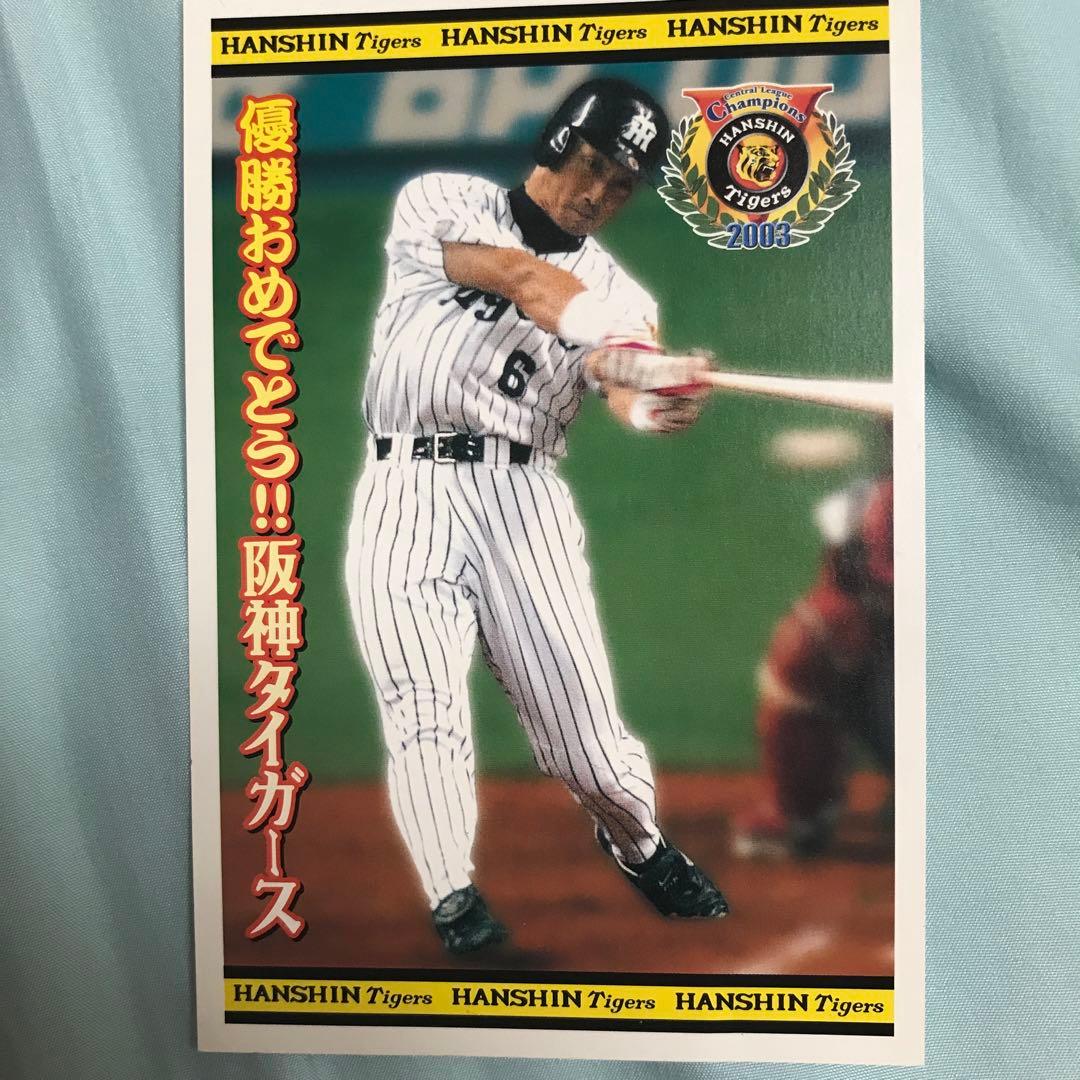 HANSHIN Tigers HANSHIN Tigers HANSHIN Tigers
優勝おめでとう!!阪神タイガース
Central League
Champions
HANSHIN
Tigers
2003
6
HANSHIN Tigers HANSHIN Tigers HANSHIN Tigers